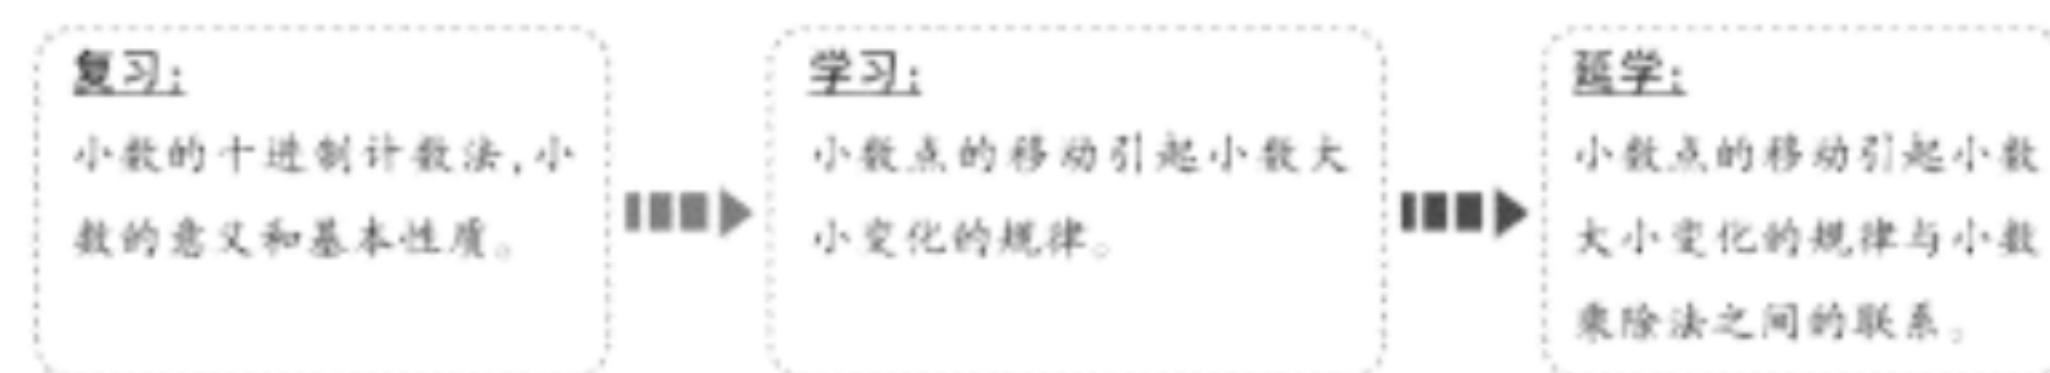 复习:
小数的十进制计数法,小
数的意义和基本性质。
学习:
小数点的移动引起小数大
小变化的规律。
延学:
小数点的移动引起小数
大小变化的规律与小数
乘除法之间的联系。